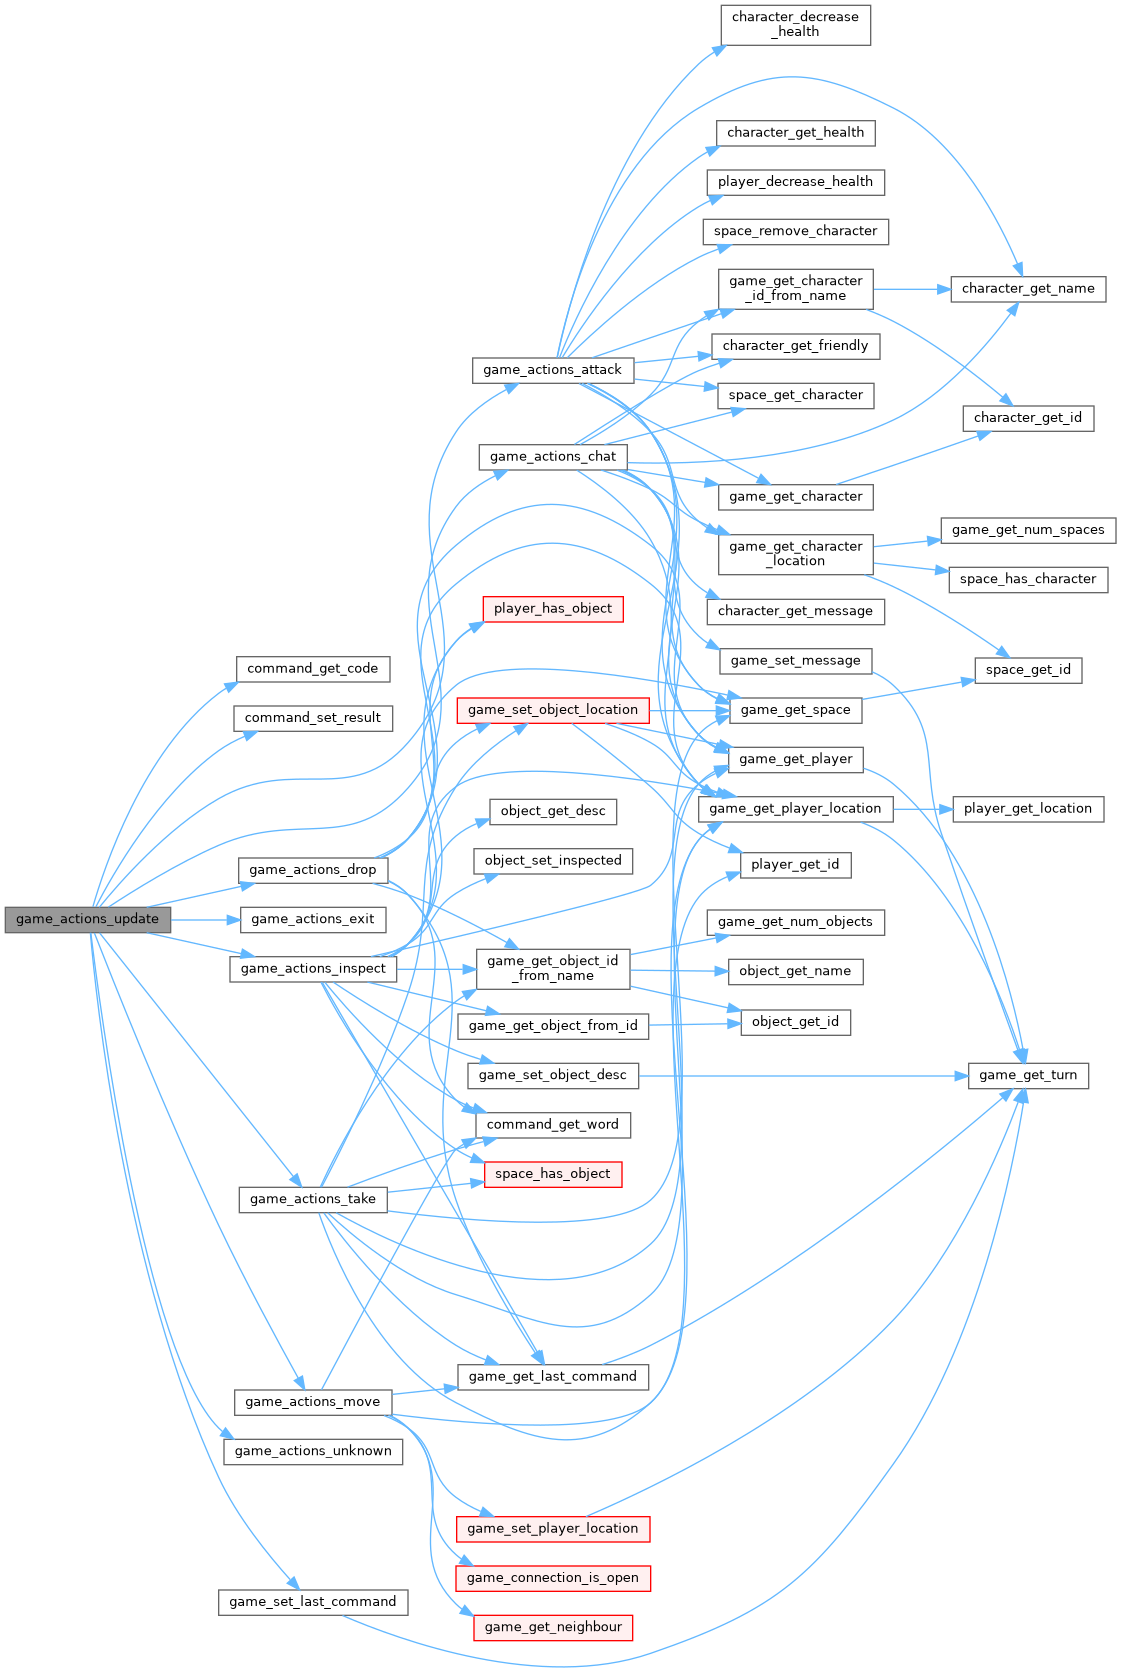 character_decrease
_health
character_get_health
player_decrease_health
space_remove_character
game_get_character
_id_from_name
character_get_name
character_get_friendly
game_actions_attack
space_get_character
character_get_id
game_actions_chat
game_get_character
game_get_num_spaces
game_get_character
_location
space_has_character
player_has_object
character_get_message
command_get_code
game_set_message
space_get_id
command_set_result
game_set_object_location
game_get_space
game_get_player
object_get_desc
game_get_player_location
player_get_location
game_actions_drop
object_set_inspected
player_get_id
game_actions_update
game_actions_exit
game_get_num_objects
game_actions_inspect
game_get_object_id
_from_name
object_get_name
game_get_object_from_id
object_get_id
game_set_object_desc
game_get_turn
command_get_word
space_has_object
game_actions_take
game_get_last_command
game_actions_move
game_actions_unknown
game_set_player_location
game_connection_is_open
game_set_last_command
game_get_neighbour